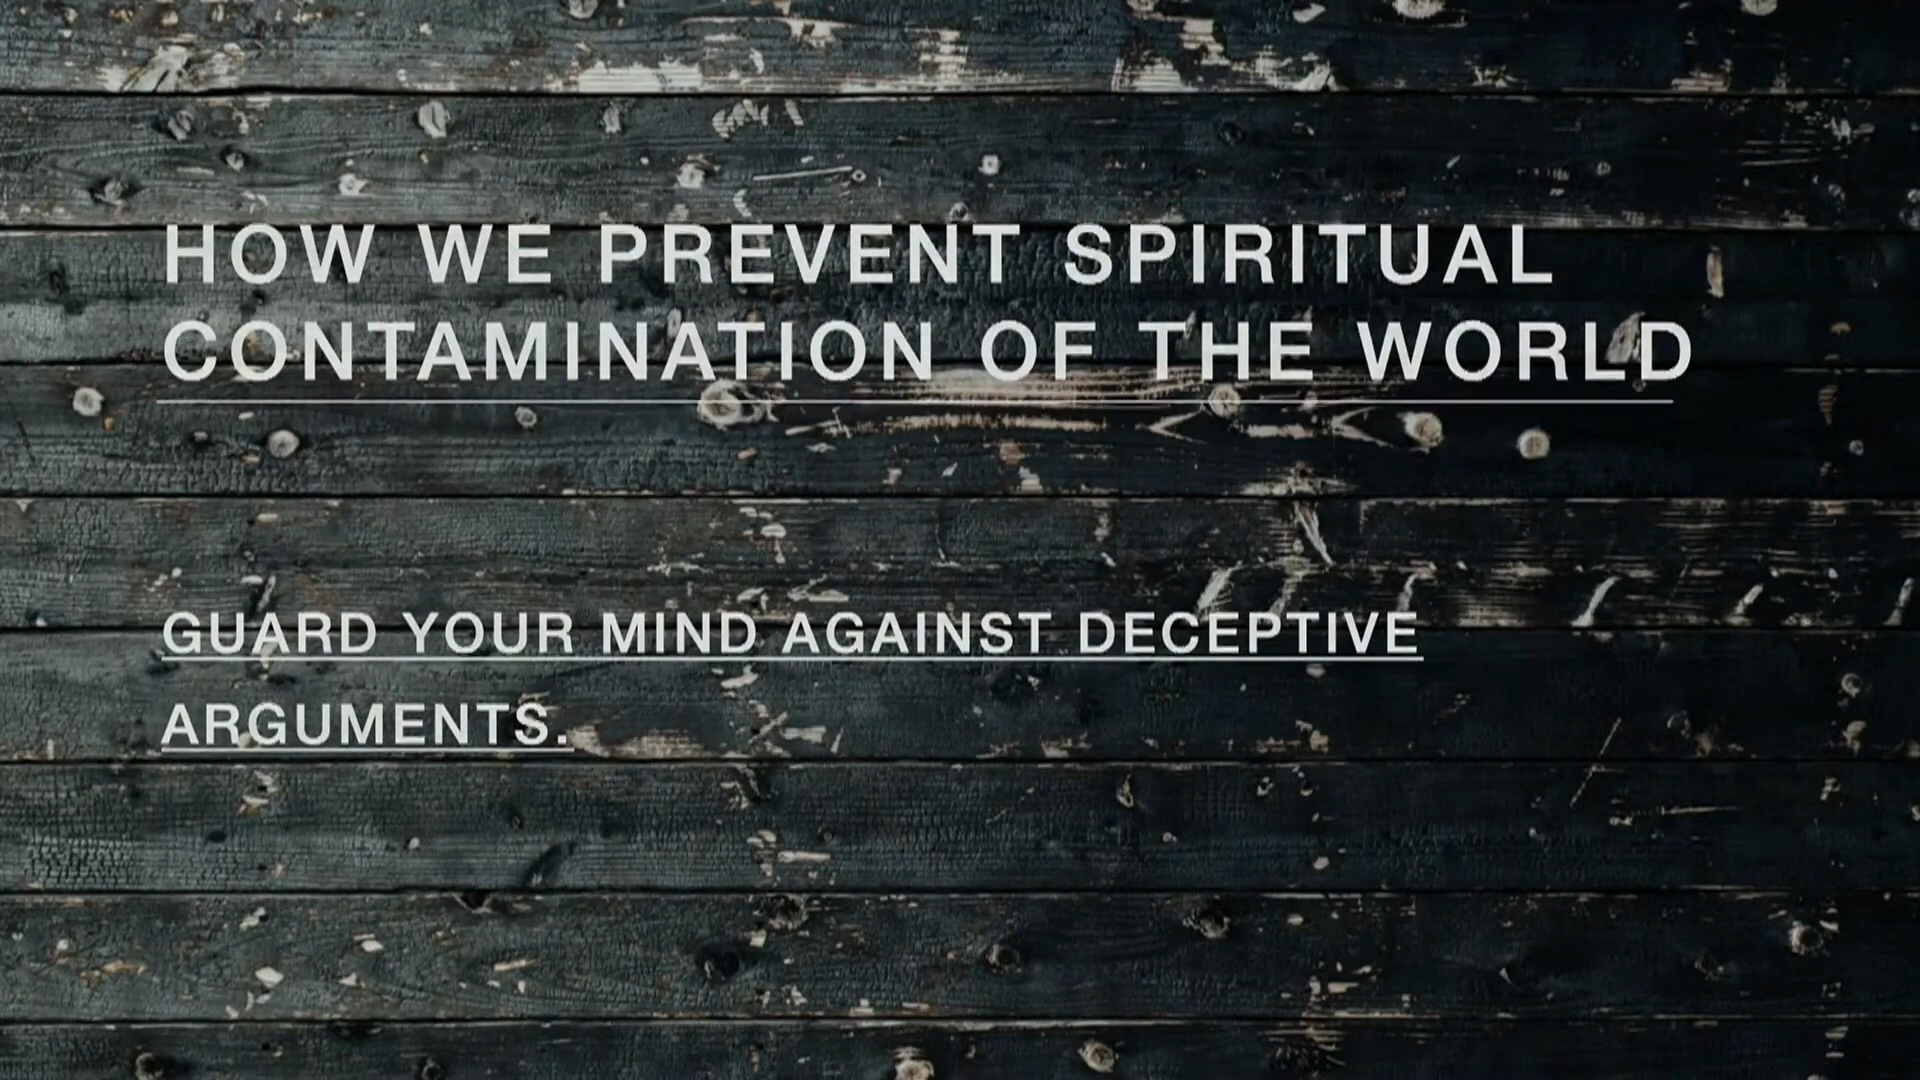 HOW WE PREVENT SPIRITUAL
CONTAMINATION OF THE WORLD
GUARD YOUR MIND AGAINST DECEPTIVE
ARGUMENTS.